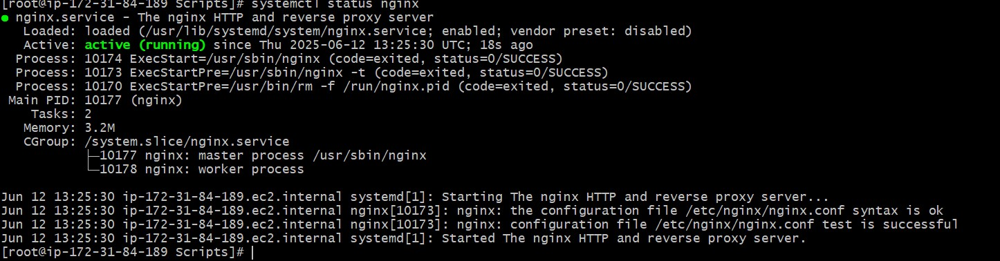 [root@ip-172-31-84-189 Scripts]# systemctl status nginx
● nginx.service - The nginx HTTP and reverse proxy server
   Loaded: loaded (/usr/lib/systemd/system/nginx.service; enabled; vendor preset: disabled)
   Active: active (running) since Thu 2025-06-12 13:25:30 UTC; 18s ago
  Process: 10174 ExecStart=/usr/sbin/nginx (code=exited, status=0/SUCCESS)
  Process: 10173 ExecStartPre=/usr/sbin/nginx -t (code=exited, status=0/SUCCESS)
  Process: 10170 ExecStartPre=/usr/bin/rm -f /run/nginx.pid (code=exited, status=0/SUCCESS)
 Main PID: 10177 (nginx)
    Tasks: 2
   Memory: 3.2M
   CGroup: /system.slice/nginx.service
           ├─10177 nginx: master process /usr/sbin/nginx
           └─10178 nginx: worker process

Jun 12 13:25:30 ip-172-31-84-189.ec2.internal systemd[1]: Starting The nginx HTTP and reverse proxy server...
Jun 12 13:25:30 ip-172-31-84-189.ec2.internal nginx[10173]: nginx: the configuration file /etc/nginx/nginx.conf syntax is ok
Jun 12 13:25:30 ip-172-31-84-189.ec2.internal nginx[10173]: nginx: configuration file /etc/nginx/nginx.conf test is successful
Jun 12 13:25:30 ip-172-31-84-189.ec2.internal systemd[1]: Started The nginx HTTP and reverse proxy server.
[root@ip-172-31-84-189 Scripts]#